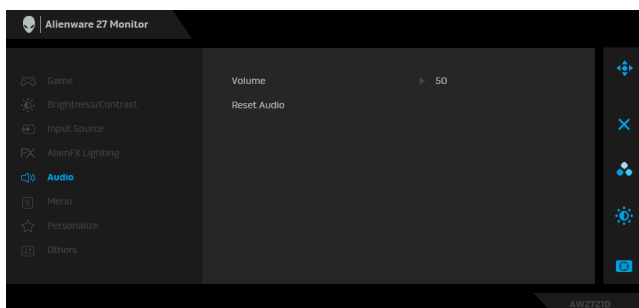 Alienware 27 Monitor
Game
Brightness/Contrast
Input Source
AlienFX Lighting
Audio
Menu
Personalize
Others
Volume 50
Reset Audio
AW2721D